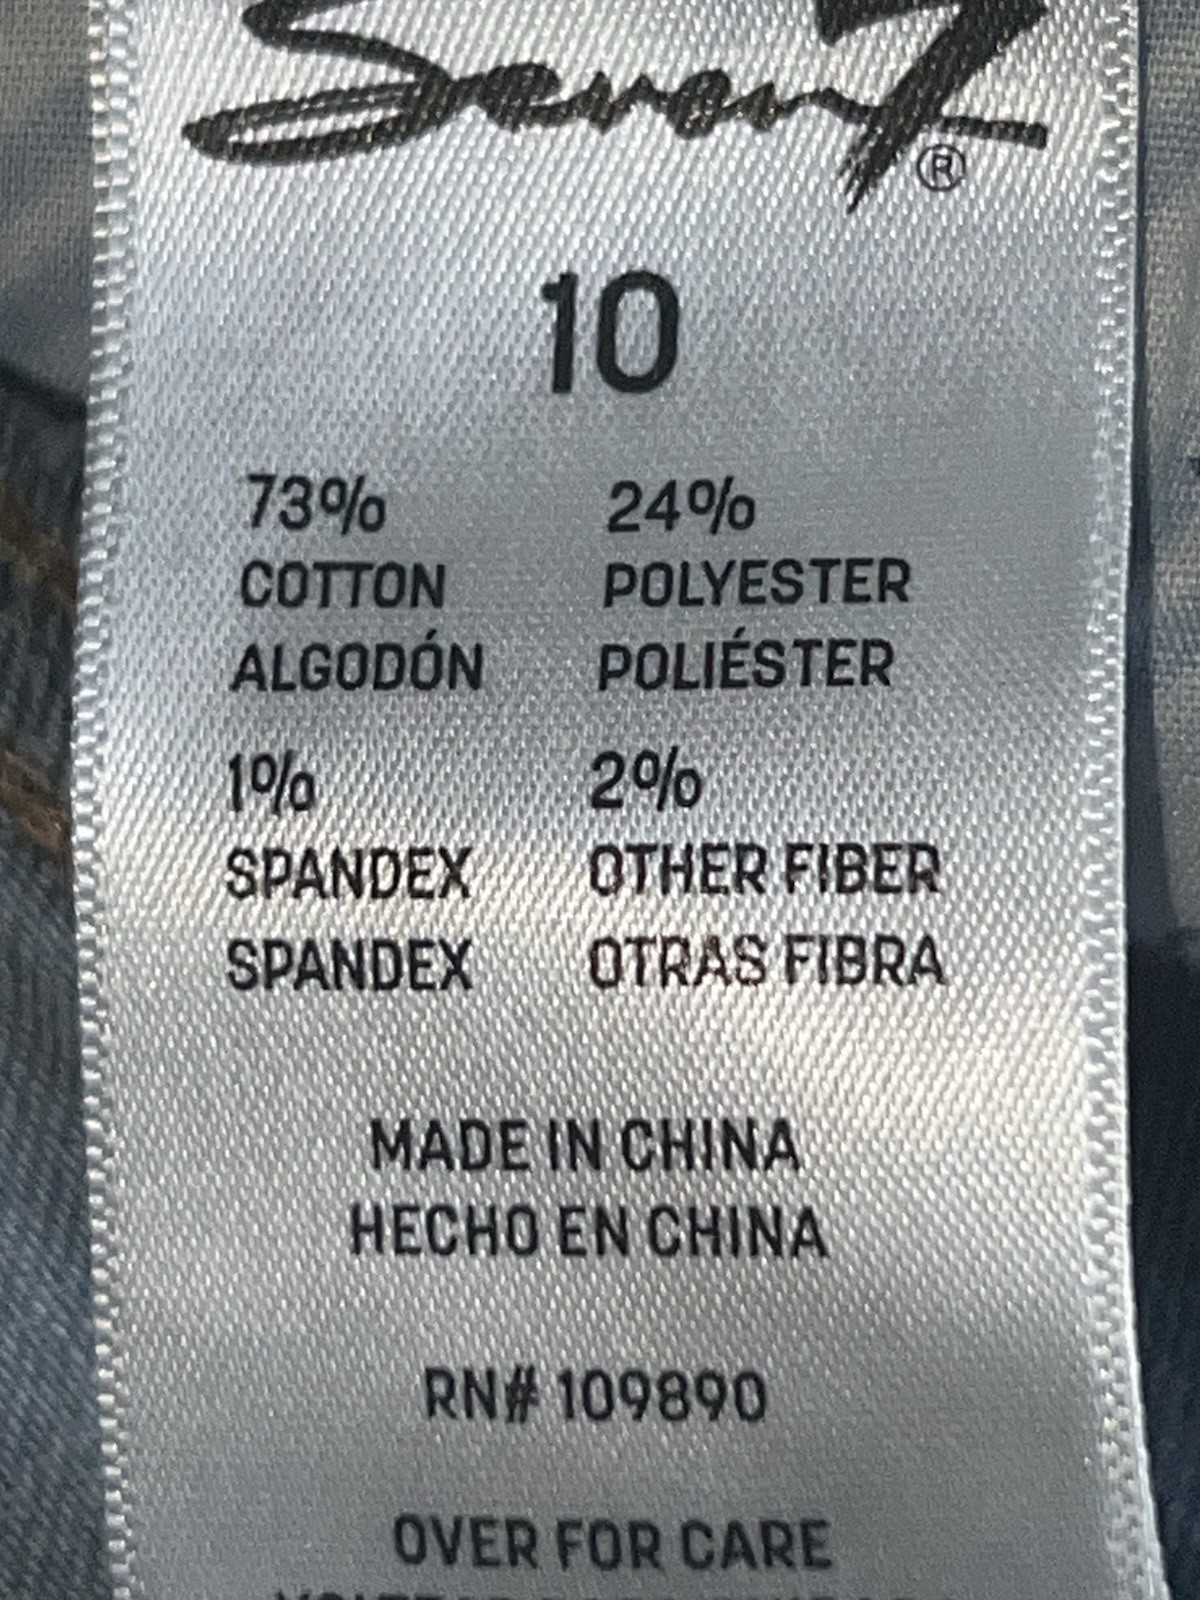 Seven7®
10
73% 24%
COTTON POLYESTER
ALGODÓN POLIÉSTER
1% 2%
SPANDEX OTHER FIBER
SPANDEX OTRAS FIBRA
MADE IN CHINA
HECHO EN CHINA
RN# 109890
OVER FOR CARE